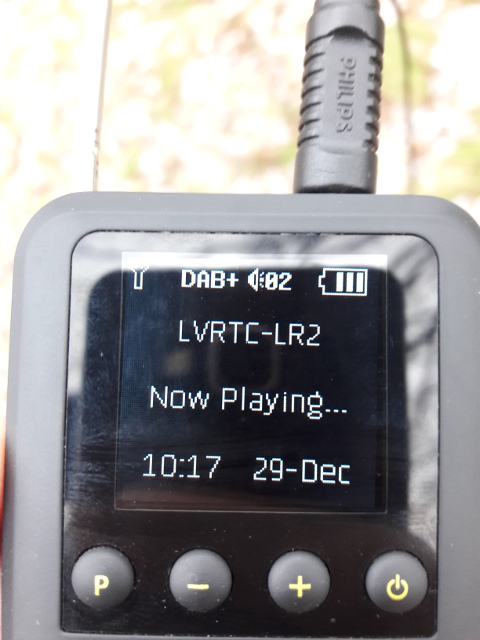 PHILIPS
DAB+ 02
LVRTC-LR2
Now Playing...
10:17 29-Dec
P - +